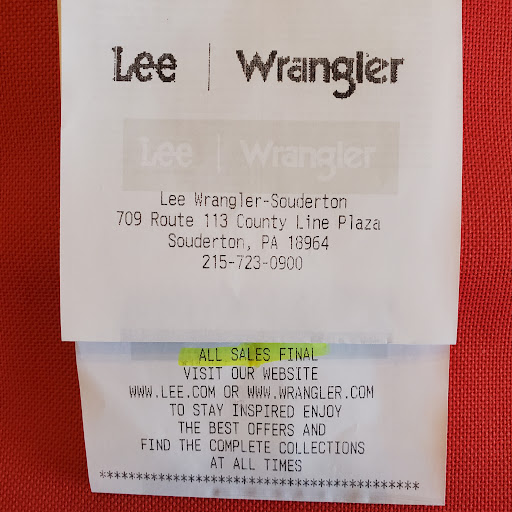 Lee | Wrangler
Lee | Wrangler
Lee Wrangler-Souderton
709 Route 113 County Line Plaza
Souderton, PA 18964
215-723-0900
ALL SALES FINAL
VISIT OUR WEBSITE
WWW.LEE.COM OR WWW.WRANGLER.COM
TO STAY INSPIRED ENJOY
THE BEST OFFERS AND
FIND THE COMPLETE COLLECTIONS
AT ALL TIMES
****************************************